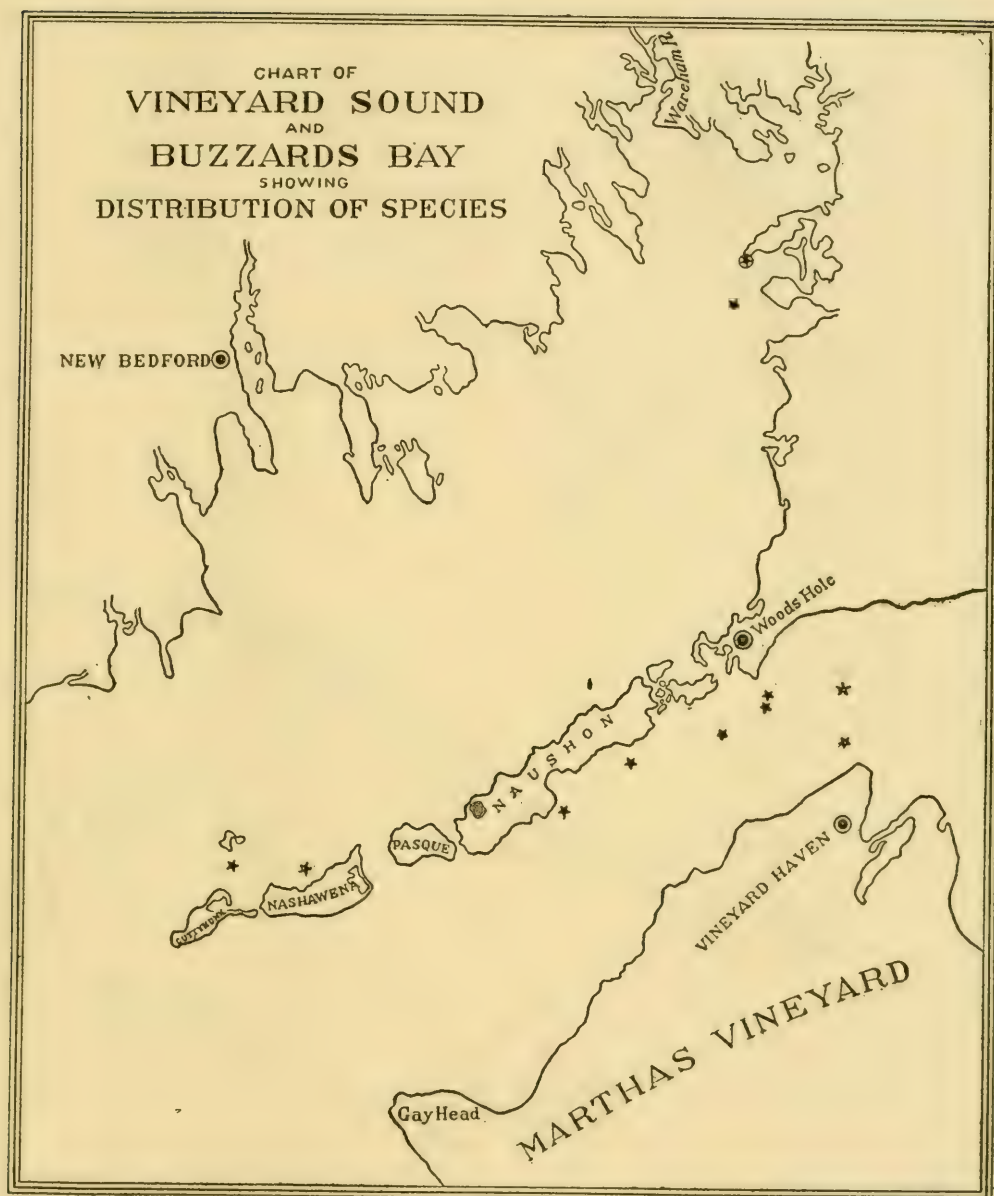 CHART OF
VINEYARD SOUND
AND
BUZZARDS BAY
SHOWING
DISTRIBUTION OF SPECIES
Wareham R
NEW BEDFORD
Woods Hole
NAUSHON
PASQUE
NASHAWENA
CUTTYHUNK
VINEYARD HAVEN
MARTHAS VINEYARD
Gay Head